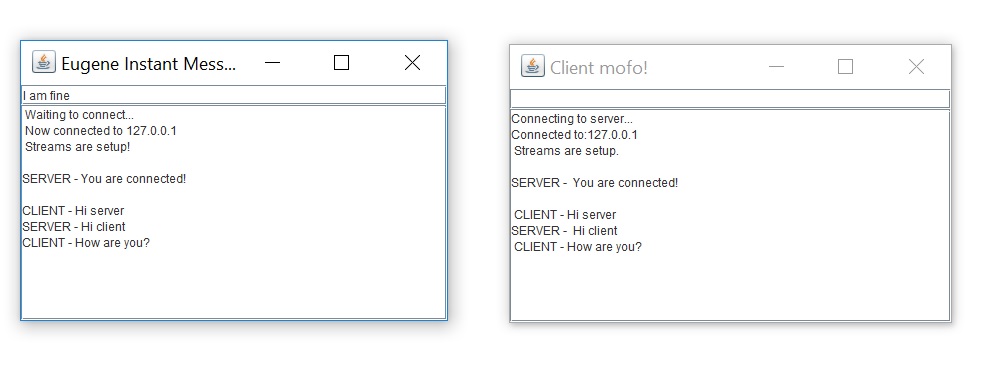 Eugene Instant Mess...
I am fine
Waiting to connect...
Now connected to 127.0.0.1
Streams are setup!
SERVER - You are connected!
CLIENT - Hi server
SERVER - Hi client
CLIENT - How are you?
Client mofo!
Connecting to server...
Connected to:127.0.0.1
Streams are setup.
SERVER -  You are connected!
CLIENT - Hi server
SERVER -  Hi client
CLIENT - How are you?